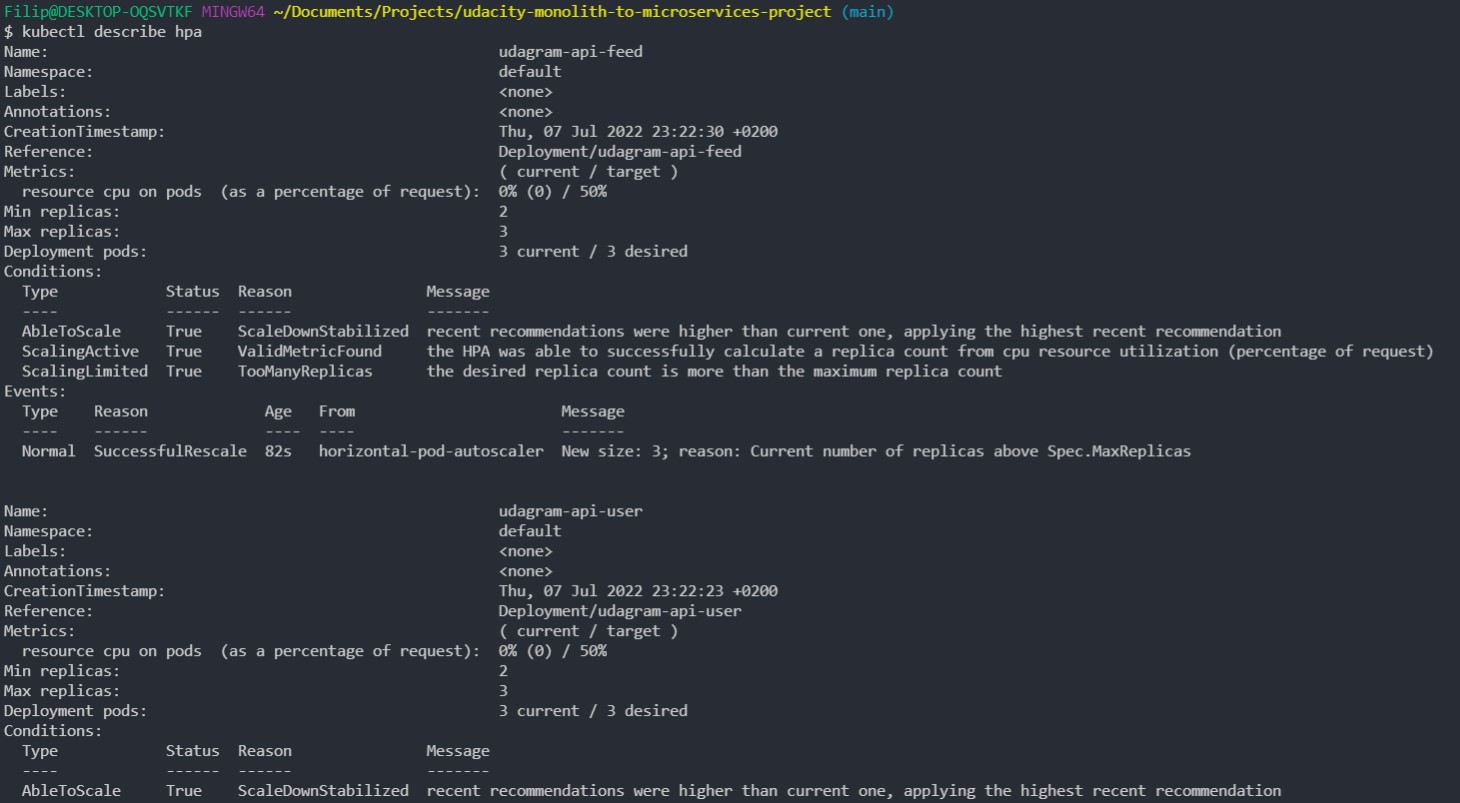 Filip@DESKTOP-OQSVTKF MINGW64 ~/Documents/Projects/udacity-monolith-to-microservices-project (main)
$ kubectl describe hpa
Name:                                                  udagram-api-feed
Namespace:                                             default
Labels:                                                <none>
Annotations:                                           <none>
CreationTimestamp:                                     Thu, 07 Jul 2022 23:22:30 +0200
Reference:                                             Deployment/udagram-api-feed
Metrics:                                               ( current / target )
  resource cpu on pods  (as a percentage of request):  0% (0) / 50%
Min replicas:                                          2
Max replicas:                                          3
Deployment pods:                                       3 current / 3 desired
Conditions:
  Type            Status  Reason               Message
  ----            ------  ------               -------
  AbleToScale     True    ScaleDownStabilized  recent recommendations were higher than current one, applying the highest recent recommendation
  ScalingActive   True    ValidMetricFound     the HPA was able to successfully calculate a replica count from cpu resource utilization (percentage of request)
  ScalingLimited  True    TooManyReplicas      the desired replica count is more than the maximum replica count
Events:
  Type    Reason             Age   From                       Message
  ----    ------             ----  ----                       -------
  Normal  SuccessfulRescale  82s   horizontal-pod-autoscaler  New size: 3; reason: Current number of replicas above Spec.MaxReplicas
Name:                                                  udagram-api-user
Namespace:                                             default
Labels:                                                <none>
Annotations:                                           <none>
CreationTimestamp:                                     Thu, 07 Jul 2022 23:22:23 +0200
Reference:                                             Deployment/udagram-api-user
Metrics:                                               ( current / target )
  resource cpu on pods  (as a percentage of request):  0% (0) / 50%
Min replicas:                                          2
Max replicas:                                          3
Deployment pods:                                       3 current / 3 desired
Conditions:
  Type            Status  Reason               Message
  ----            ------  ------               -------
  AbleToScale     True    ScaleDownStabilized  recent recommendations were higher than current one, applying the highest recent recommendation